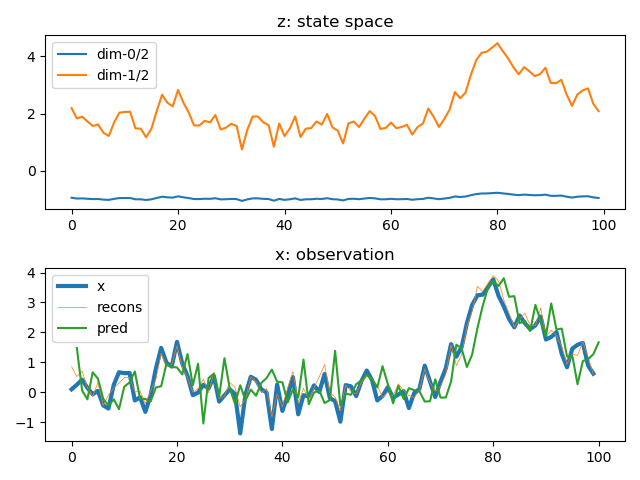 z: state space
4
2
0
dim-0/2
dim-1/2
0 20 40 60 80 100
x: observation
4
3
2
1
0
−1
x
recons
pred
0 20 40 60 80 100